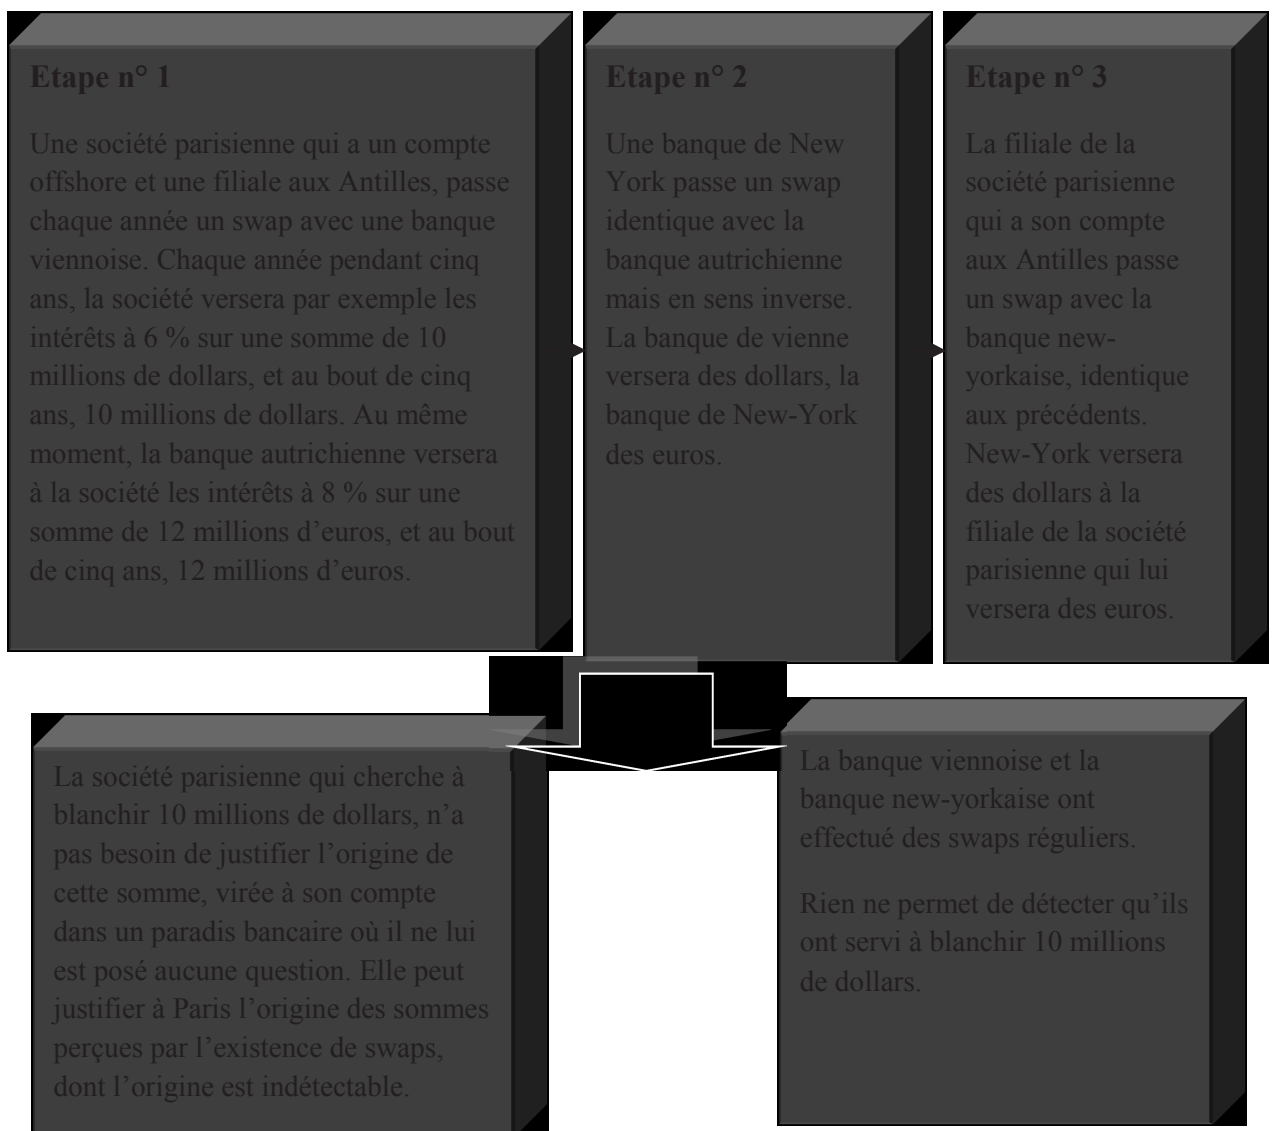 Etape n° 1
Une société parisienne qui a un compte
offshore et une filiale aux Antilles, passe
chaque année un swap avec une banque
viennoise. Chaque année pendant cinq
ans, la société versera par exemple les
intérêts à 6 % sur une somme de 10
millions de dollars, et au bout de cinq
ans, 10 millions de dollars. Au même
moment, la banque autrichienne versera
à la société les intérêts à 8 % sur une
somme de 12 millions d’euros, et au bout
de cinq ans, 12 millions d’euros.
Etape n° 2
Une banque de New
York passe un swap
identique avec la
banque autrichienne
mais en sens inverse.
La banque de vienne
versera des dollars, la
banque de New-York
des euros.
Etape n° 3
La filiale de la
société parisienne
qui a son compte
aux Antilles passe
un swap avec la
banque new-
yorkaise, identique
aux précédents.
New-York versera
des dollars à la
filiale de la société
parisienne qui lui
versera des euros.
La société parisienne qui cherche à
blanchir 10 millions de dollars, n’a
pas besoin de justifier l’origine de
cette somme, virée à son compte
dans un paradis bancaire où il ne lui
est posé aucune question. Elle peut
justifier à Paris l’origine des sommes
perçues par l’existence de swaps,
dont l’origine est indétectable.
La banque viennoise et la
banque new-yorkaise ont
effectué des swaps réguliers.
Rien ne permet de détecter qu’ils
ont servi à blanchir 10 millions
de dollars.